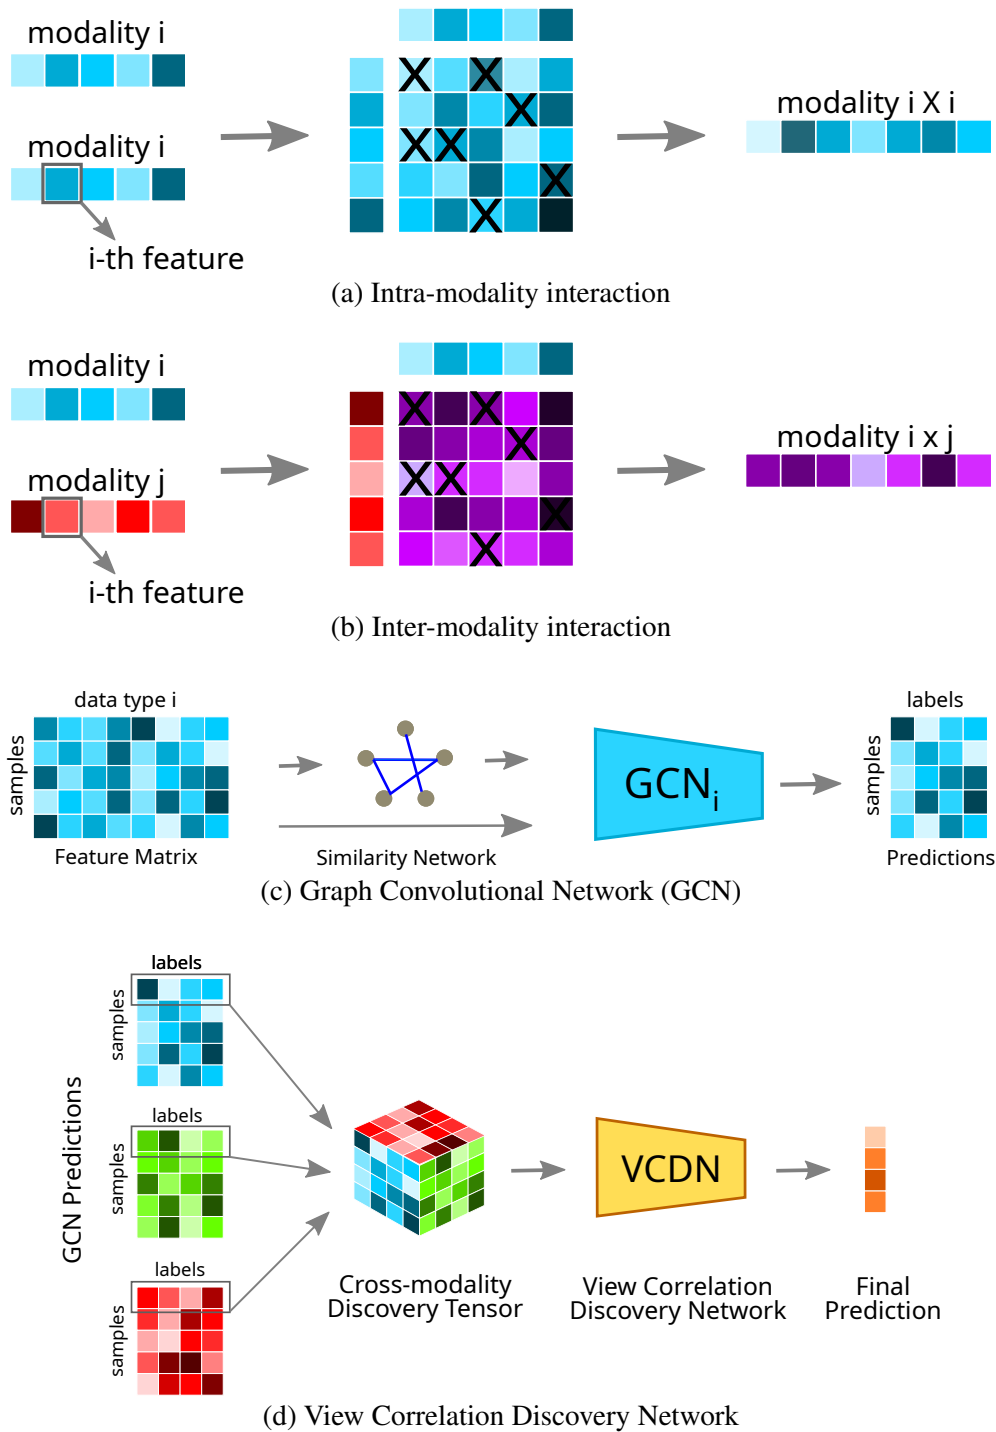 modality i
modality i
i-th feature
X X
X
X X
X
X
modality i X i
(a) Intra-modality interaction
modality i
modality j
i-th feature
X X
X
X X
X
X
modality i x j
(b) Inter-modality interaction
data type i
samples
Feature Matrix
Similarity Network
GCNi
labels
samples
Predictions
(c) Graph Convolutional Network (GCN)
GCN Predictions
labels
samples
labels
samples
labels
samples
Cross-modality
Discovery Tensor
VCDN
View Correlation
Discovery Network
Final
Prediction
(d) View Correlation Discovery Network